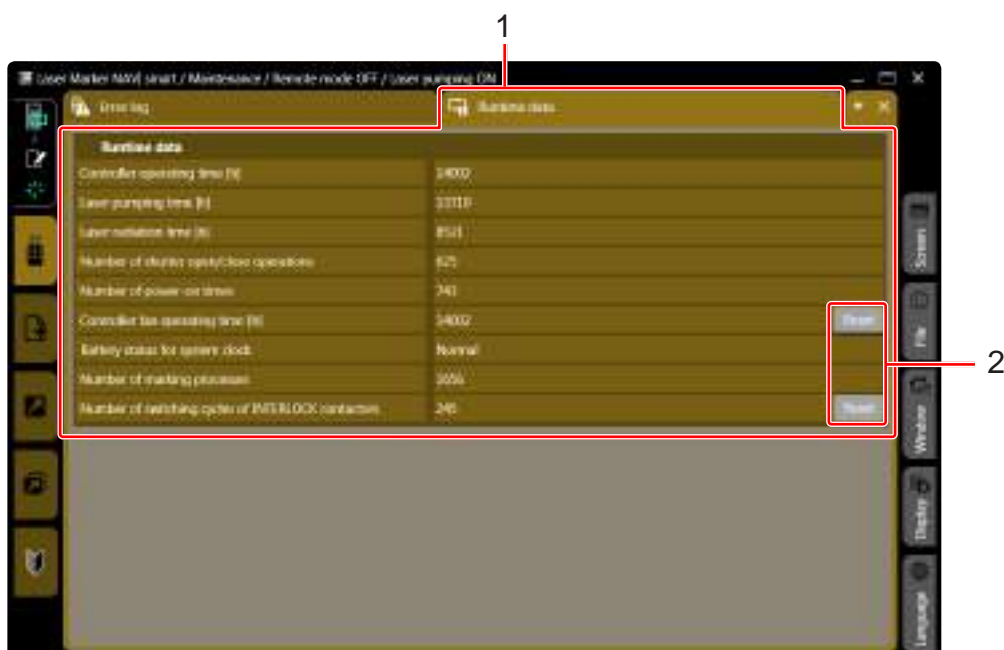 1
Laser Marker NAVI smart / Maintenance / Remote mode OFF / Laser pumping ON
Error log
Runtime data
Runtime data
Controller operating time [h] 14002
Laser pumping time [h]
Laser radiation time [h]
Number of shutter open/close operations 625
Number of power-on times 743
Controller fan operating time [h] 14002 Reset
Battery status for system clock Normal
Number of marking processes
Number of switching cycles of INTERLOCK contactors 245 Reset
2
Screen
File
Window
Display
Language